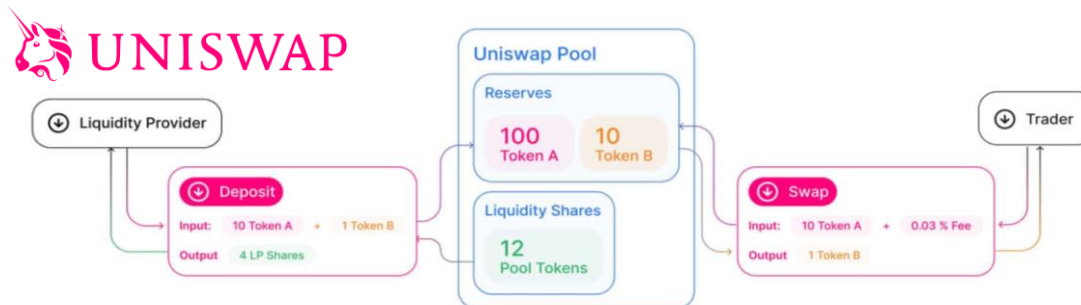 UNISWAP
Liquidity Provider
Deposit
Input: 10 Token A + 1 Token B
Output 4 LP Shares
Uniswap Pool
Reserves
100
Token A
10
Token B
Liquidity Shares
12
Pool Tokens
Trader
Swap
Input: 10 Token A + 0.03 % Fee
Output 1 Token B